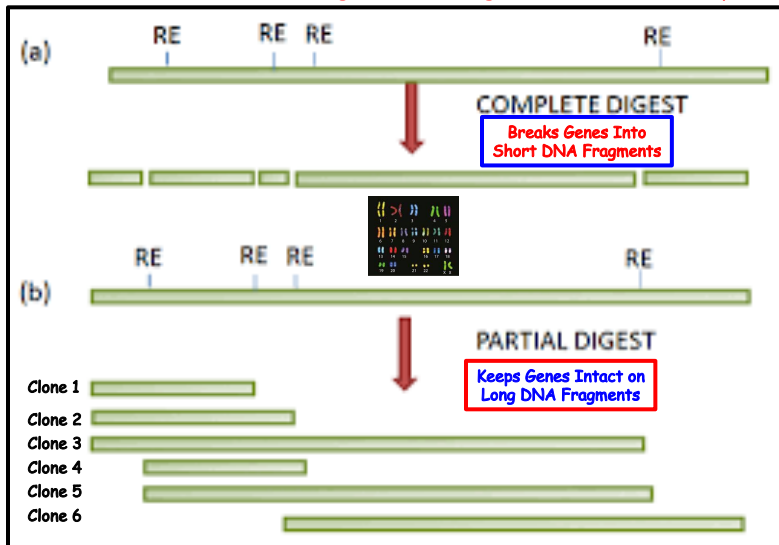 RE RE RE RE
(a)
COMPLETE DIGEST
Breaks Genes Into
Short DNA Fragments
RE RE RE RE
(b)
PARTIAL DIGEST
Keeps Genes Intact on
Long DNA Fragments
Clone 1
Clone 2
Clone 3
Clone 4
Clone 5
Clone 6